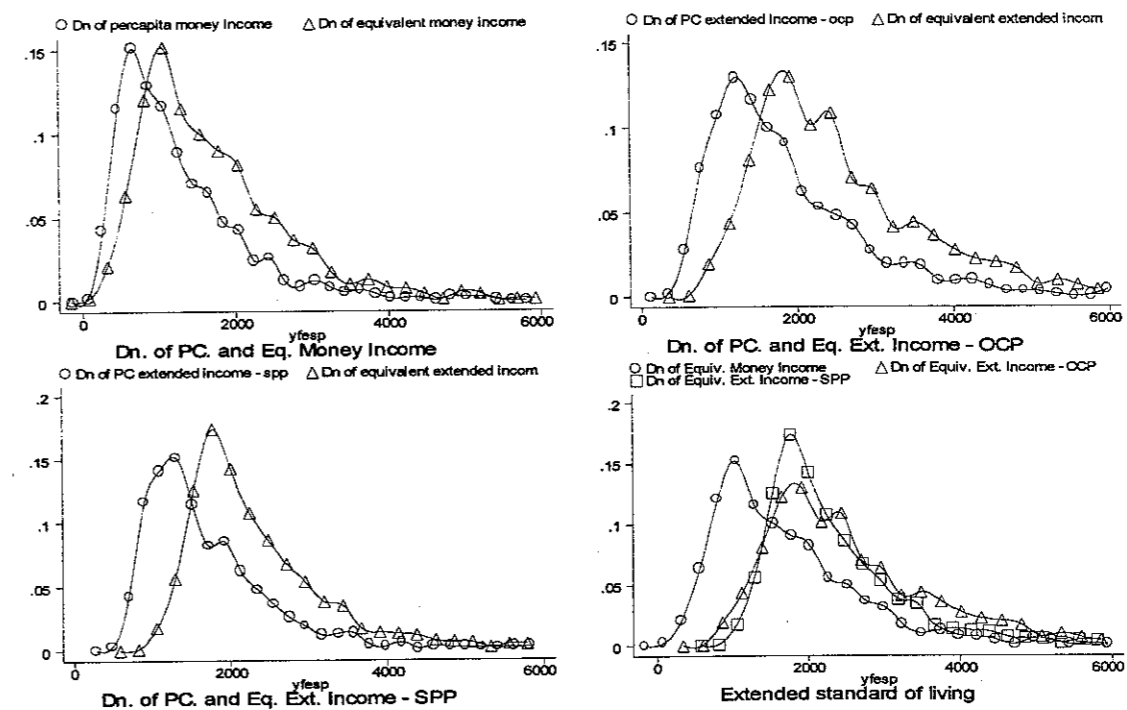 Dn of percapita money Income
Dn of equivalent money income
.15
.1
.05
0
0
2000
4000
6000
yfesp
Dn. of PC. and Eq. Money Income
Dn of PC extended Income - ocp
Dn of equivalent extended incom
.15
.1
.05
0
0
2000
4000
6000
yfesp
Dn. of PC. and Eq. Ext. Income - OCP
Dn of PC extended income - spp
Dn of equivalent extended incom
.2
.15
.1
.05
0
0
2000
4000
6000
yfesp
Dn. of PC. and Eq. Ext. Income - SPP
Dn of Equiv. Money Income
Dn of Equiv. Ext. Income - OCP
Dn of Equiv. Ext. Income - SPP
.2
.15
.1
.05
0
0
2000
4000
6000
yfesp
Extended standard of living